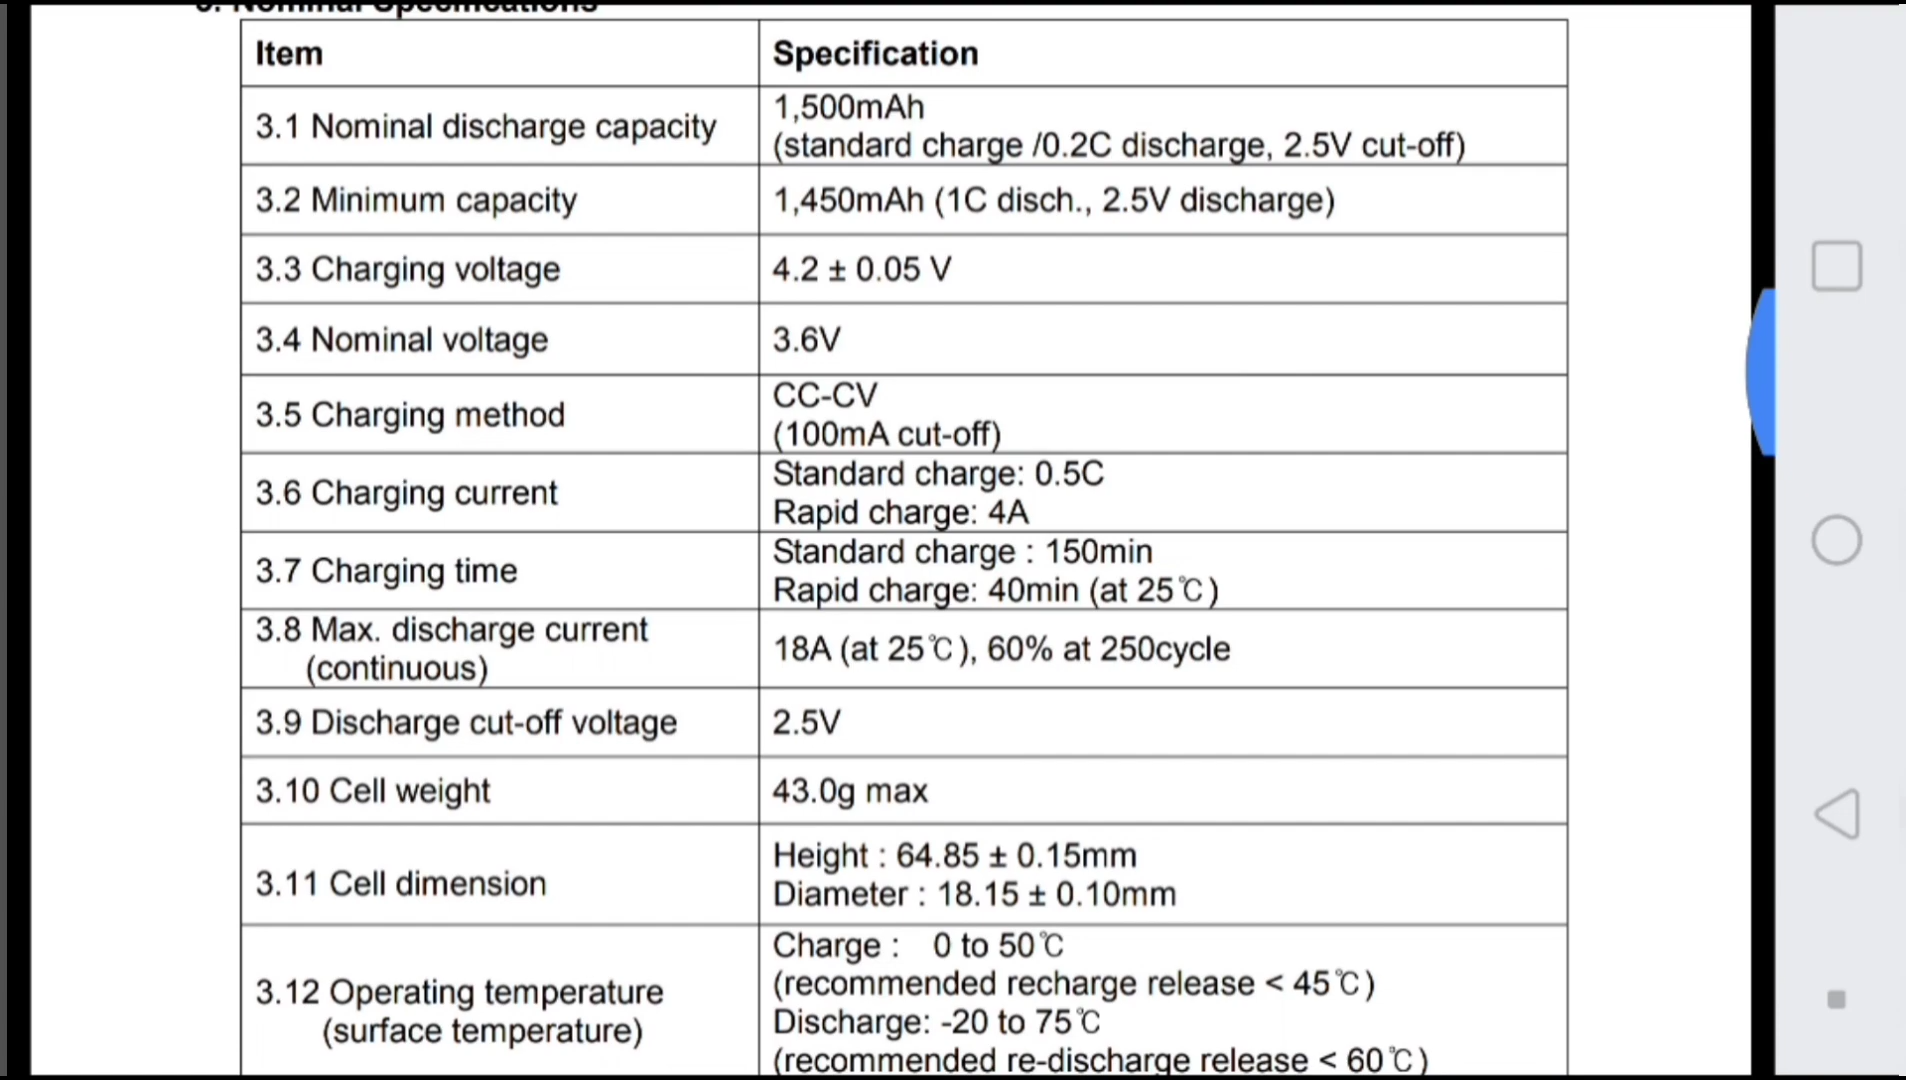 3. Nominal Specifications
Item
Specification
3.1 Nominal discharge capacity
1,500mAh
(standard charge /0.2C discharge, 2.5V cut-off)
3.2 Minimum capacity
1,450mAh (1C disch., 2.5V discharge)
3.3 Charging voltage
4.2 ± 0.05 V
3.4 Nominal voltage
3.6V
3.5 Charging method
CC-CV
(100mA cut-off)
3.6 Charging current
Standard charge: 0.5C
Rapid charge: 4A
3.7 Charging time
Standard charge : 150min
Rapid charge: 40min (at 25℃)
3.8 Max. discharge current
(continuous)
18A (at 25℃), 60% at 250cycle
3.9 Discharge cut-off voltage
2.5V
3.10 Cell weight
43.0g max
3.11 Cell dimension
Height : 64.85 ± 0.15mm
Diameter : 18.15 ± 0.10mm
3.12 Operating temperature
(surface temperature)
Charge : 0 to 50℃
(recommended recharge release < 45℃)
Discharge: -20 to 75℃
(recommended re-discharge release < 60℃)